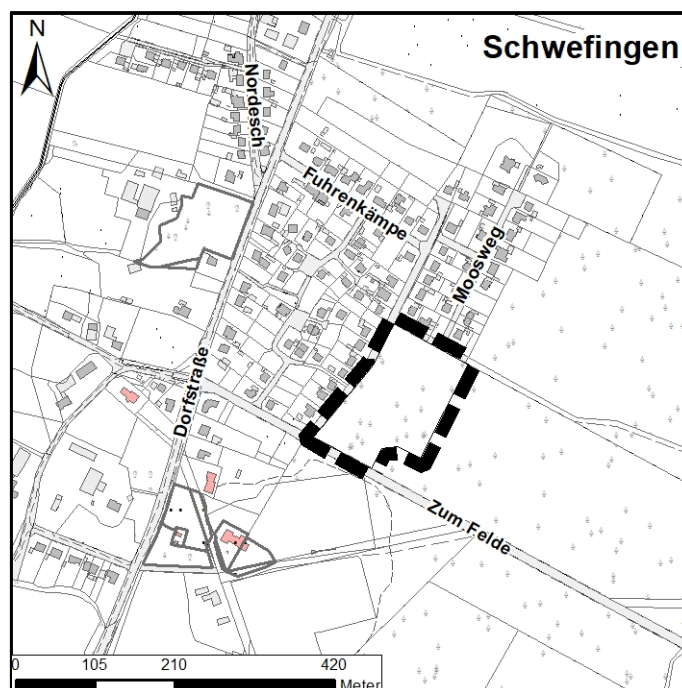 N
Schwefingen
Nordesch
Fuhrenkämpe
Moosweg
Dorfstraße
Zum Felde
0 105 210 420
Meter